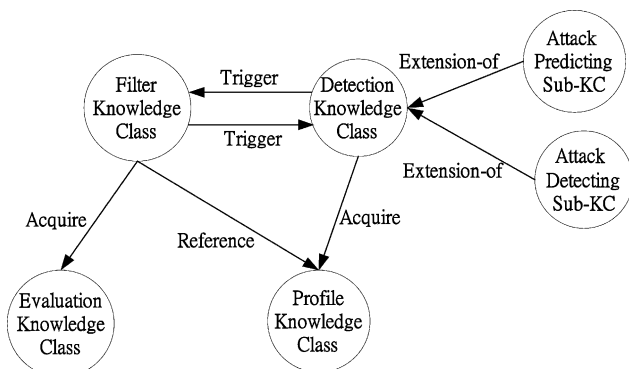 Filter
Knowledge
Class
Trigger
Trigger
Detection
Knowledge
Class
Extension-of
Attack
Predicting
Sub-KC
Extension-of
Attack
Detecting
Sub-KC
Acquire
Reference
Acquire
Evaluation
Knowledge
Class
Profile
Knowledge
Class